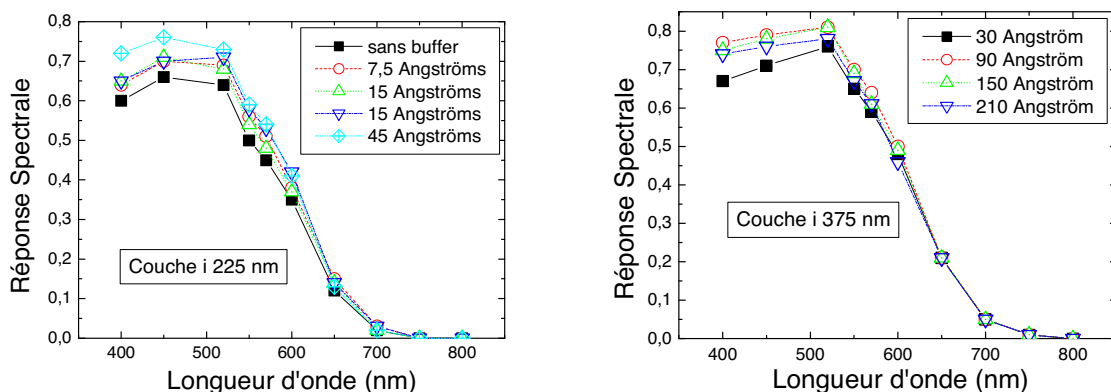 Réponse Spectrale
0,8
0,7
0,6
0,5
0,4
0,3
0,2
0,1
0,0
sans buffer
7,5 Angströms
15 Angströms
15 Angströms
45 Angströms
Couche i 225 nm
400 500 600 700 800
Longueur d'onde (nm)
Réponse Spectrale
0,8
0,7
0,6
0,5
0,4
0,3
0,2
0,1
0,0
30 Angström
90 Angström
150 Angström
210 Angström
Couche i 375 nm
400 500 600 700 800
Longueur d'onde (nm)